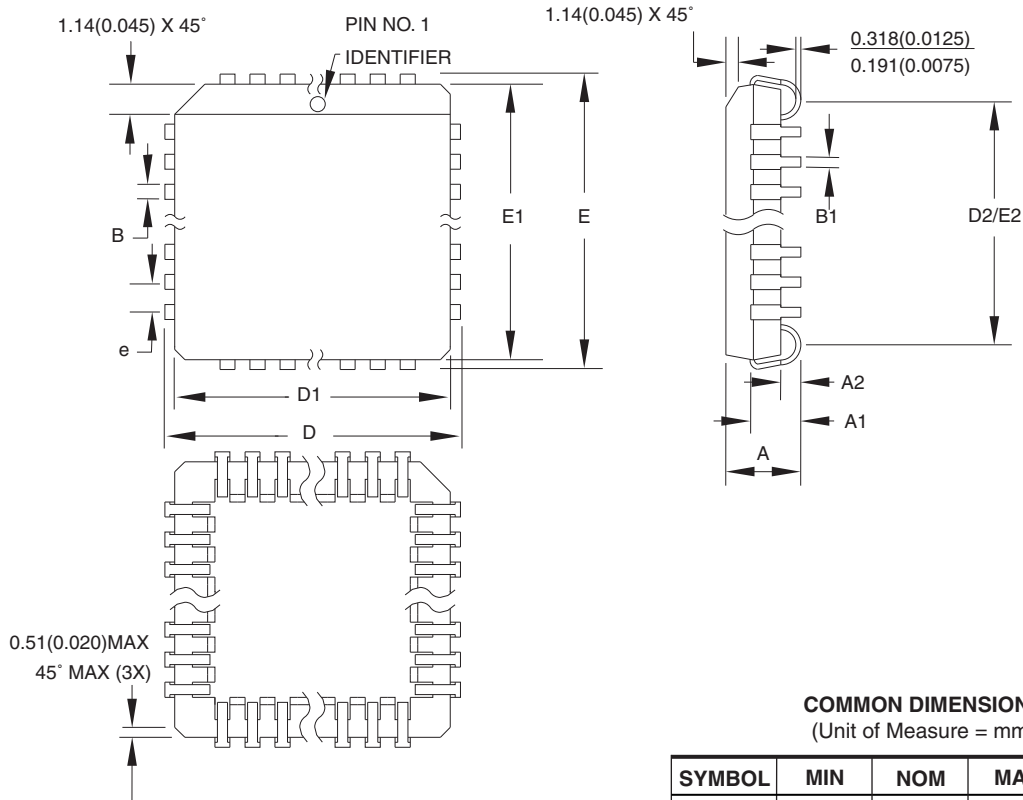 1.14(0.045) X 45˚
PIN NO. 1
IDENTIFIER
1.14(0.045) X 45˚
0.318(0.0125)
0.191(0.0075)
E1
E
B
e
B1
D2/E2
D1
D
A2
A1
A
0.51(0.020)MAX
45˚ MAX (3X)
COMMON DIMENSION
(Unit of Measure = mm
SYMBOL MIN NOM MA